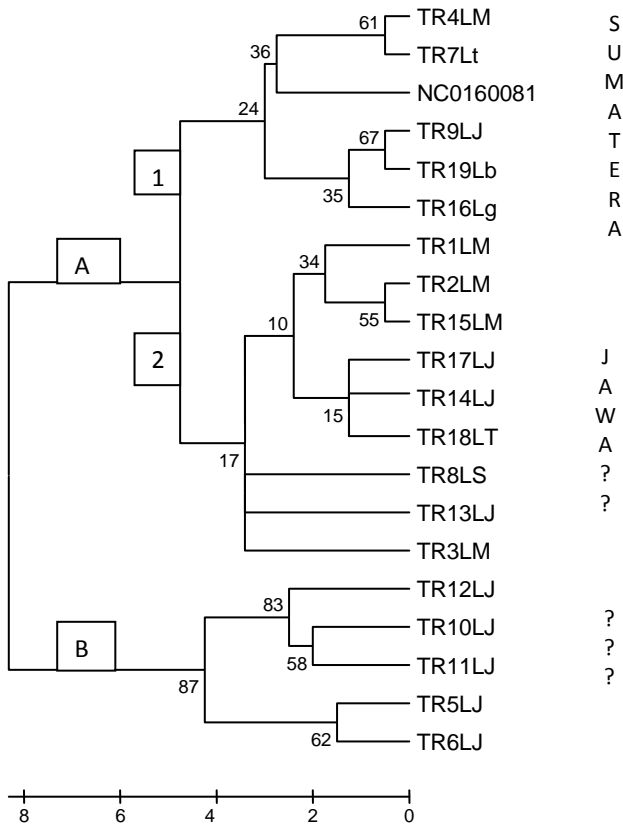 61
TR4LM
TR7Lt
36
NC0160081
24
67
TR9LJ
TR19Lb
35
TR16Lg
1
A
34
TR1LM
TR2LM
55
TR15LM
10
2
TR17LJ
TR14LJ
15
TR18LT
17
TR8LS
TR13LJ
TR3LM
83
TR12LJ
TR10LJ
58
TR11LJ
B
87
TR5LJ
62
TR6LJ
S
U
M
A
T
E
R
A
J
A
W
A
?
?
?
?
?
8 6 4 2 0